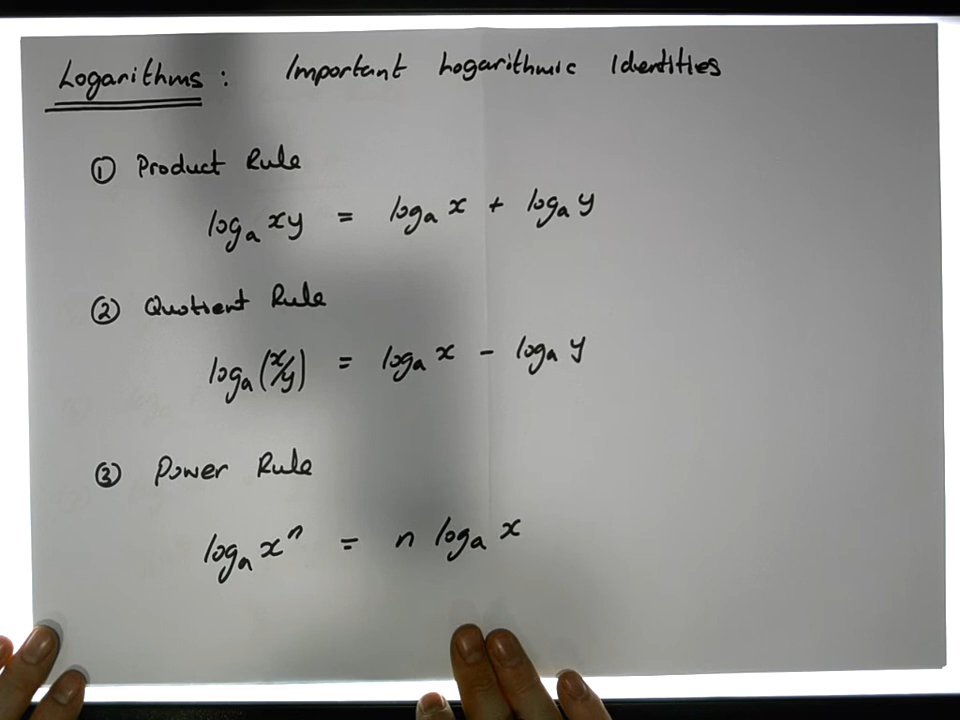 Logarithms : Important Logarithmic Identities
① Product Rule
logₐ xy = logₐ x + logₐ y
② Quotient Rule
logₐ (x/y) = logₐ x - logₐ y
③ Power Rule
logₐ xⁿ = n logₐ x